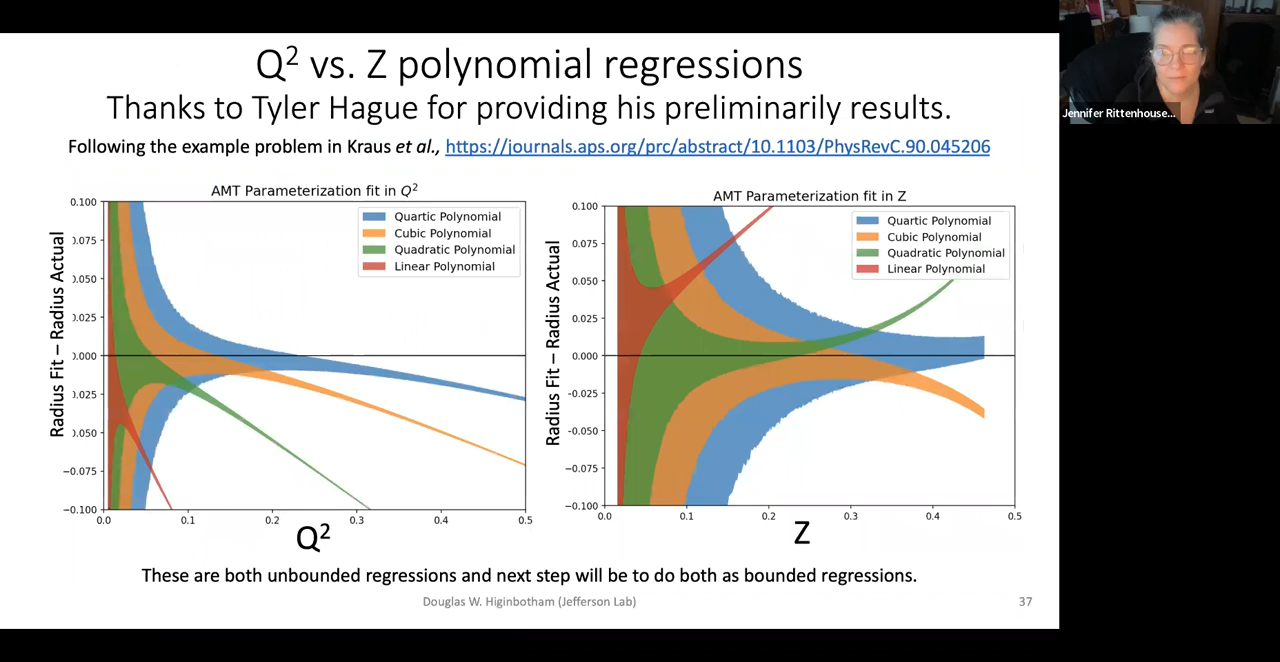 Q² vs. Z polynomial regressions
Thanks to Tyler Hague for providing his preliminarily results.
Following the example problem in Kraus et al., https://journals.aps.org/prc/abstract/10.1103/PhysRevC.90.045206
AMT Parameterization fit in Q²
Radius Fit – Radius Actual
0.100
).075
).050
).025
).000
).025
).050
−0.075
−0.100
Quartic Polynomial
Cubic Polynomial
Quadratic Polynomial
Linear Polynomial
0.0 0.1 0.2 0.3 0.4 0.5
Q²
AMT Parameterization fit in Z
Radius Fit – Radius Actual
0.100
0.075
0.050
0.025
0.000
-0.025
-0.050
−0.075
−0.100
Quartic Polynomial
Cubic Polynomial
Quadratic Polynomial
Linear Polynomial
0.0 0.1 0.2 0.3 0.4 0.5
Z
These are both unbounded regressions and next step will be to do both as bounded regressions.
Douglas W. Higinbotham (Jefferson Lab)
37
Jennifer Rittenhouse...